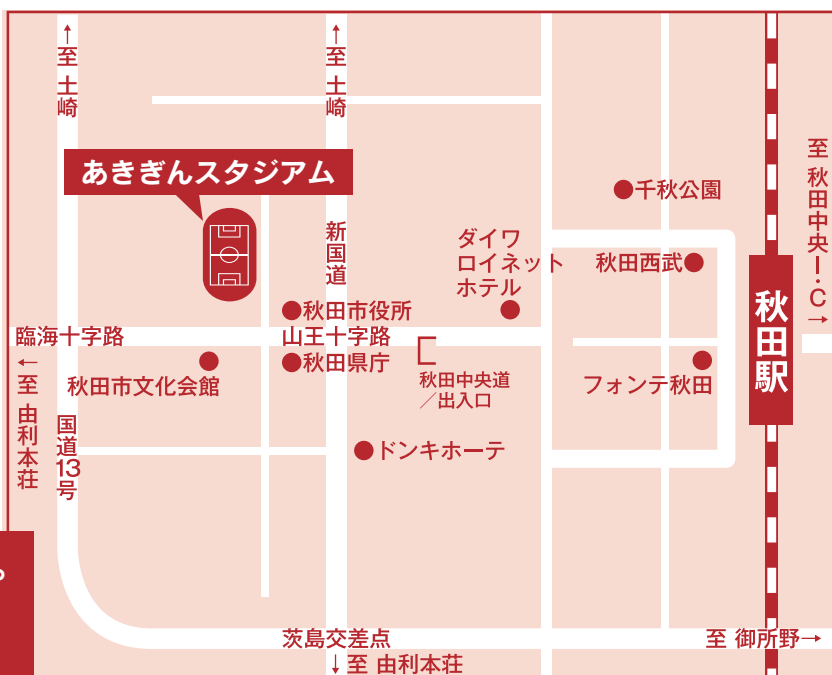 ↑至 土崎
↑至 土崎
あきぎんスタジアム
新国道
千秋公園
至 秋田中央I・C→
ダイワ
ロイネット
ホテル
秋田西武
秋田駅
秋田市役所
臨海十字路
山王十字路
秋田市文化会館
秋田県庁
秋田中央道
／出入口
フォンテ秋田
←至 由利本荘
国道13号
ドンキホーテ
茨島交差点
至 御所野→
↓至 由利本荘